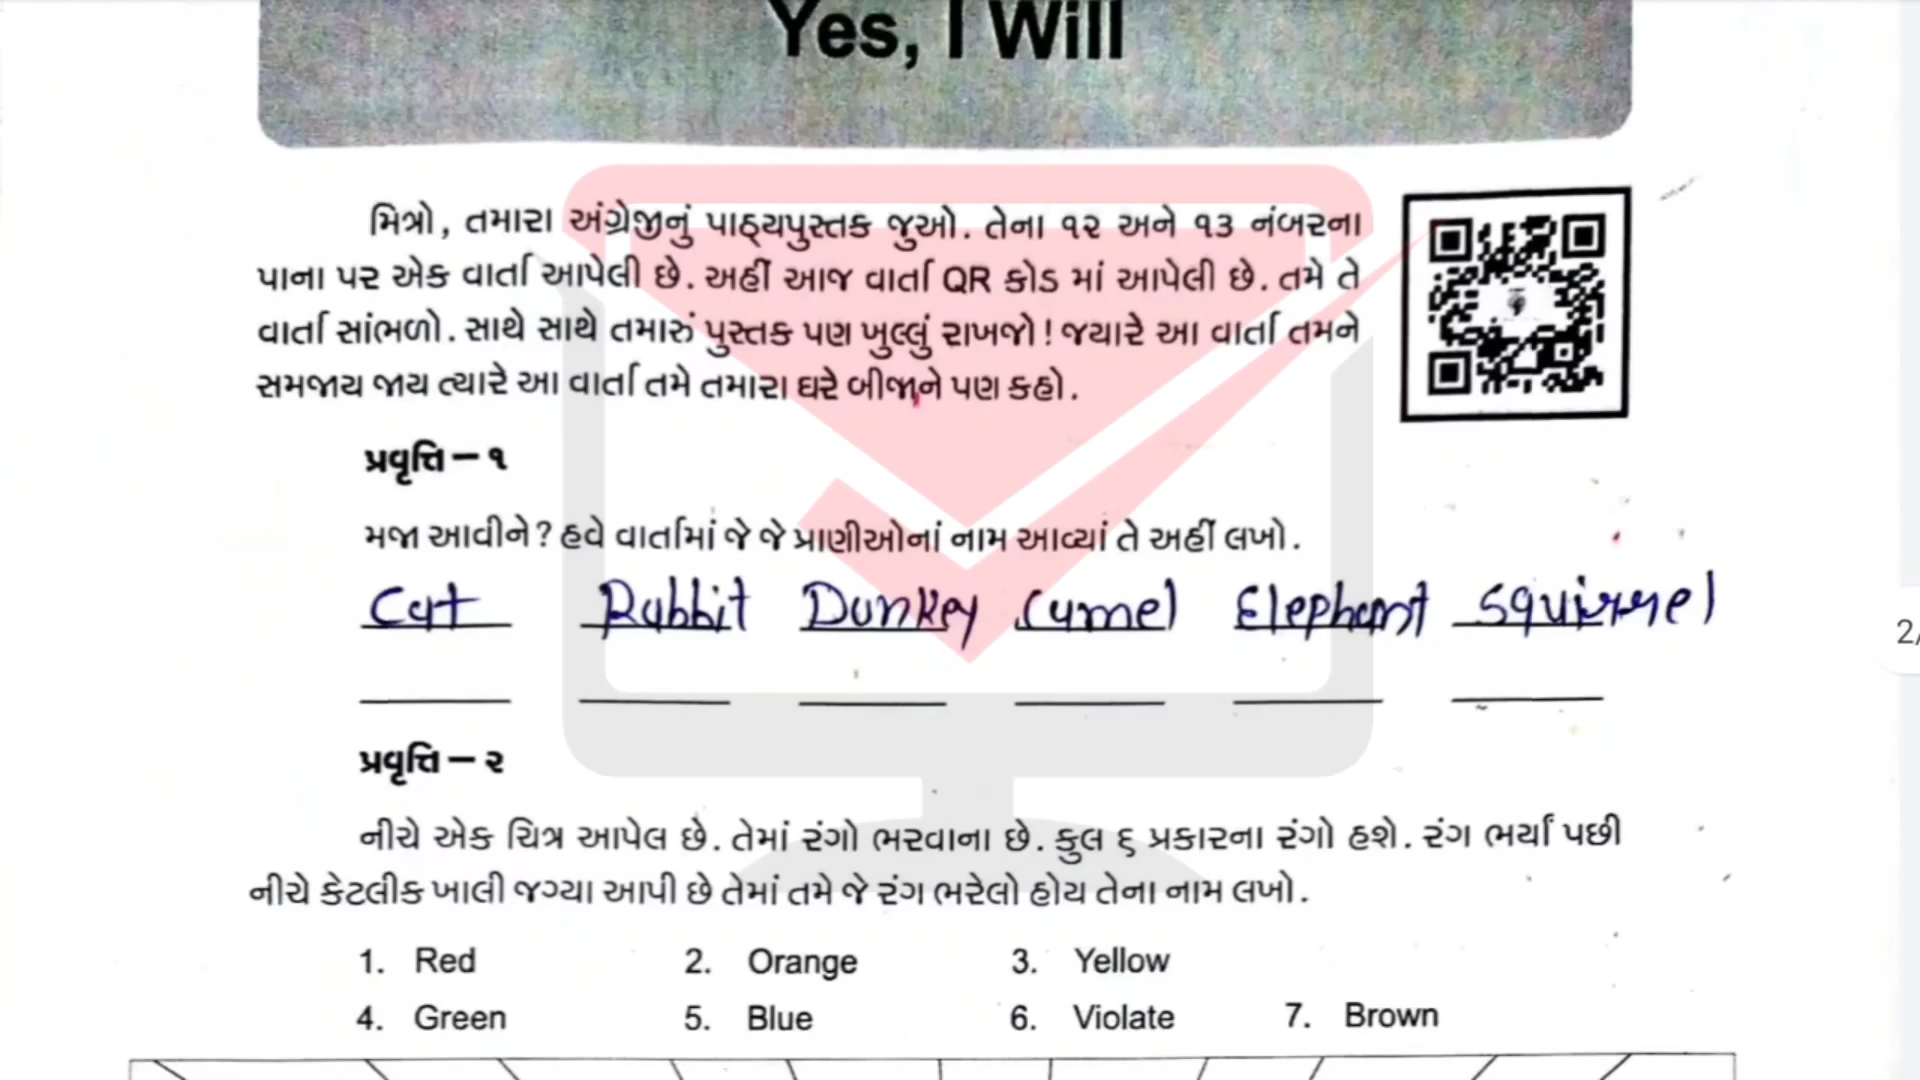 Yes, I Will
મિત્રો, તમારા અંગ્રેજીનું પાઠ્યપુસ્તક જુઓ. તેના ૧૨ અને ૧૩ નંબરના
પાના પર એક વાર્તા આપેલી છે. અહીં આજ વાર્તા QR કોડ માં આપેલી છે. તમે તે
વાર્તા સાંભળો. સાથે સાથે તમારું પુસ્તક પણ ખુલ્લું રાખજો! જ્યારે આ વાર્તા તમને
સમજાય જાય ત્યારે આ વાર્તા તમે તમારા ઘરે બીજાને પણ કહો.
પ્રવૃત્તિ – ૧
મજા આવીને? હવે વાર્તામાં જે જે પ્રાણીઓનાં નામ આવ્યાં તે અહીં લખો.
Cat Rabbit Dunkey Camel Elephant Squirrel
પ્રવૃત્તિ – ૨
નીચે એક ચિત્ર આપેલ છે. તેમાં રંગો ભરવાના છે. કુલ ૬ પ્રકારના રંગો હશે. રંગ ભર્યાં પછી
નીચે કેટલીક ખાલી જગ્યા આપી છે તેમાં તમે જે રંગ ભરેલો હોય તેના નામ લખો.
1. Red 2. Orange 3. Yellow
4. Green 5. Blue 6. Violate 7. Brown